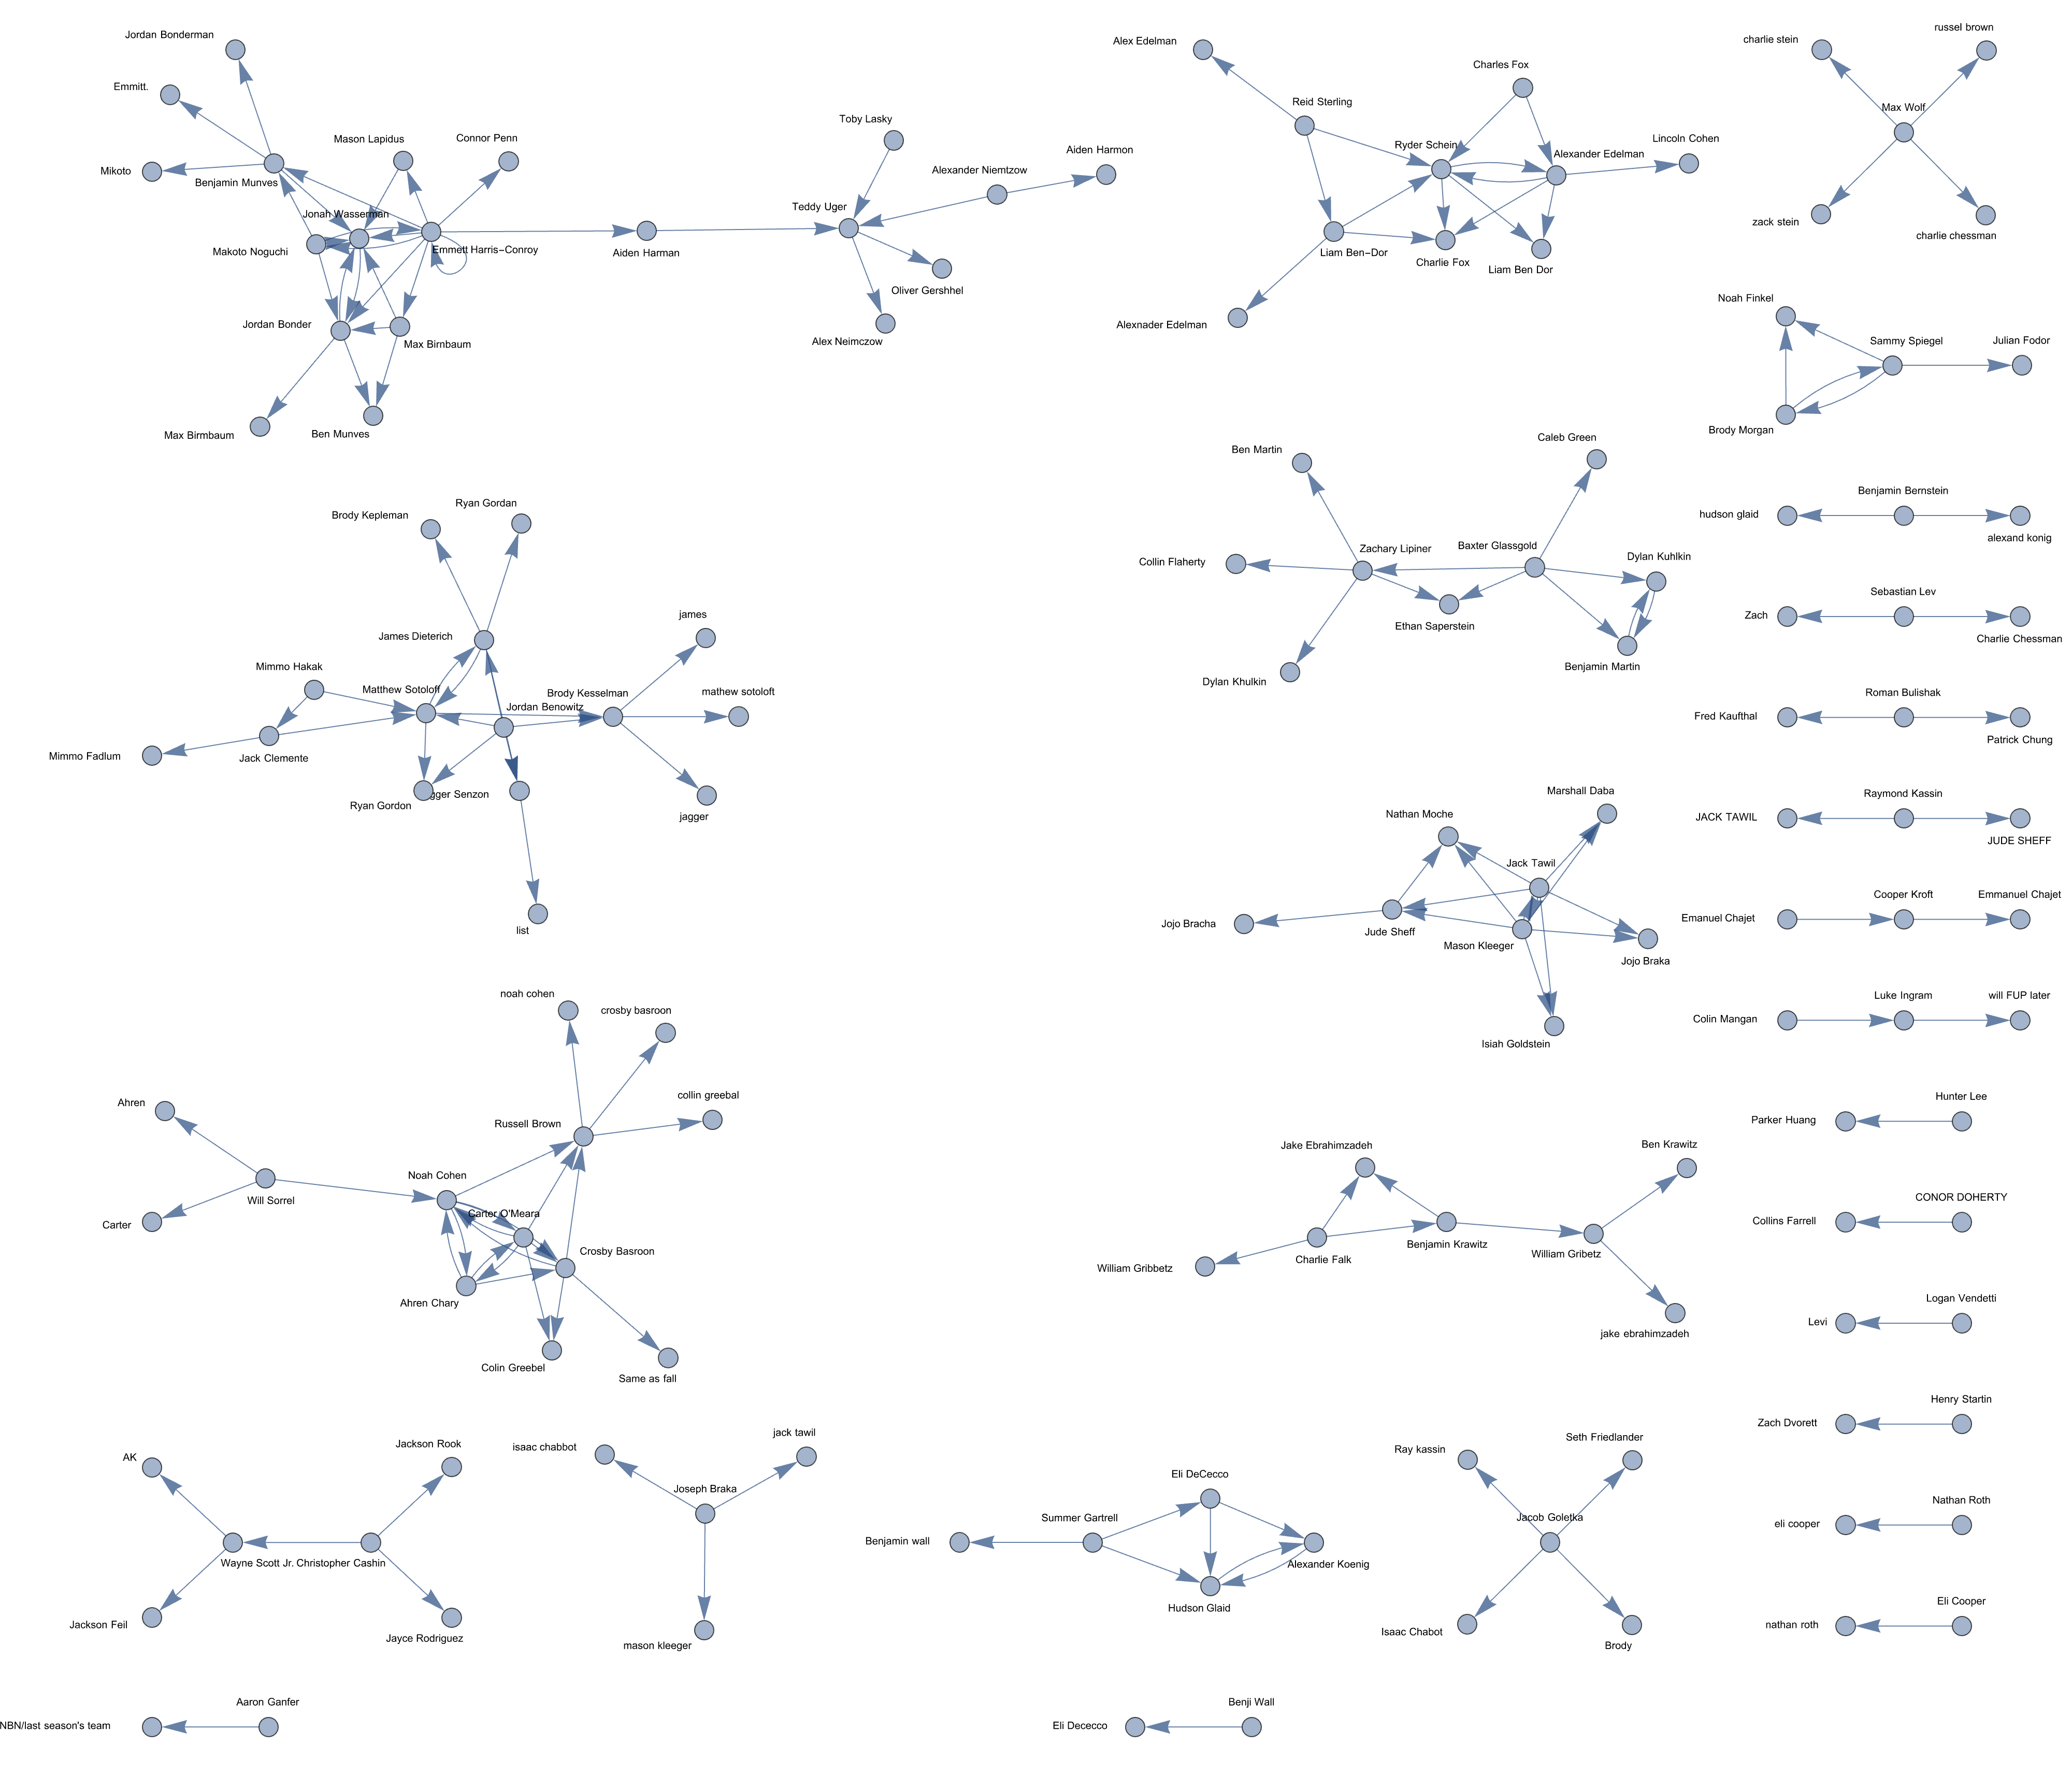 Jordan Bonderman
Emmitt.
Mikoto
Benjamin Munves
Mason Lapidus
Connor Penn
Jonah Wasserman
Makoto Noguchi
Emmett Harris-Conroy
Jordan Bonder
Max Birnbaum
Max Birmbaum
Ben Munves
Aiden Harman
Toby Lasky
Alexander Niemtzow
Aiden Harmon
Teddy Uger
Oliver Gershhel
Alex Neimczow
Alex Edelman
Reid Sterling
Charles Fox
Ryder Schein
Alexander Edelman
Lincoln Cohen
Liam Ben-Dor
Charlie Fox
Liam Ben Dor
Alexnader Edelman
charlie stein
russel brown
Max Wolf
zack stein
charlie chessman
Noah Finkel
Sammy Spiegel
Julian Fodor
Brody Morgan
Brody Kepleman
Ryan Gordan
James Dieterich
james
Mimmo Hakak
Matthew Sotoloff
Brody Kesselman
mathew sotoloft
Jordan Benowitz
Mimmo Fadlum
Jack Clemente
Ryan Gordon
gger Senzon
jagger
list
Ben Martin
Caleb Green
Collin Flaherty
Zachary Lipiner
Baxter Glassgold
Dylan Kuhlkin
Ethan Saperstein
Benjamin Martin
Dylan Khulkin
Benjamin Bernstein
hudson glaid
alexand konig
Sebastian Lev
Zach
Charlie Chessman
Roman Bulishak
Fred Kaufthal
Patrick Chung
Raymond Kassin
JACK TAWIL
JUDE SHEFF
Cooper Kroft
Emmanuel Chajet
Emanuel Chajet
Luke Ingram
will FUP later
Colin Mangan
Marshall Daba
Nathan Moche
Jack Tawil
Jojo Bracha
Jude Sheff
Mason Kleeger
Jojo Braka
Isiah Goldstein
noah cohen
crosby basroon
collin greebal
Ahren
Russell Brown
Noah Cohen
Will Sorrel
Carter
Carter O'Meara
Crosby Basroon
Ahren Chary
Colin Greebel
Same as fall
Jake Ebrahimzadeh
Ben Krawitz
Benjamin Krawitz
William Gribetz
Charlie Falk
William Gribbetz
jake ebrahimzadeh
Hunter Lee
Parker Huang
CONOR DOHERTY
Collins Farrell
Logan Vendetti
Levi
Henry Startin
Zach Dvorett
Nathan Roth
eli cooper
Eli Cooper
nathan roth
AK
Jackson Rook
Wayne Scott Jr.
Christopher Cashin
Jackson Feil
Jayce Rodriguez
isaac chabbot
jack tawil
Joseph Braka
mason kleeger
Eli DeCecco
Summer Gartrell
Benjamin wall
Alexander Koenig
Hudson Glaid
Ray kassin
Seth Friedlander
Jacob Goletka
Isaac Chabot
Brody
Aaron Ganfer
NBN/last season's team
Benji Wall
Eli Dececco